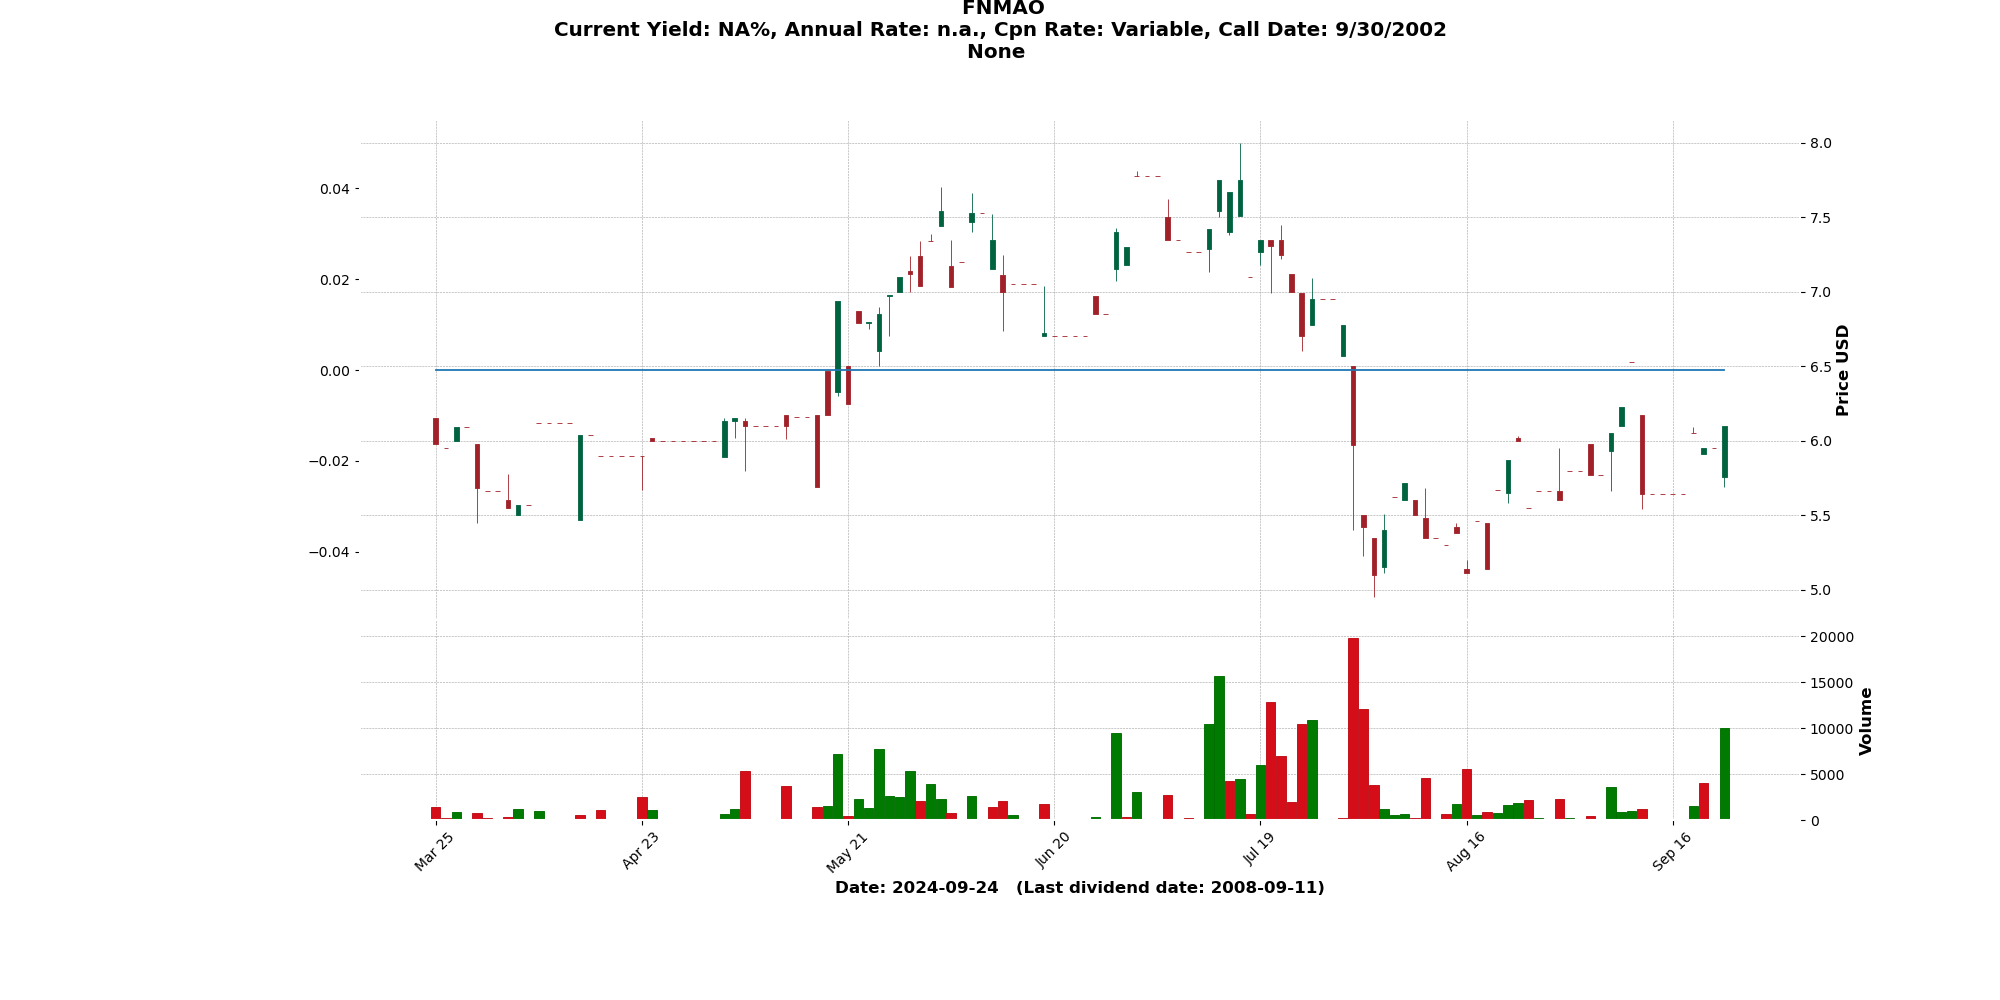 FNMAO
Current Yield: NA%, Annual Rate: n.a., Cpn Rate: Variable, Call Date: 9/30/2002
None
0.04
0.02
0.00
−0.02
−0.04
8.0
7.5
7.0
6.5
6.0
5.5
5.0
Price USD
20000
15000
10000
5000
0
Volume
Mar 25
Apr 23
May 21
Jun 20
Jul 19
Aug 16
Sep 16
Date: 2024-09-24   (Last dividend date: 2008-09-11)